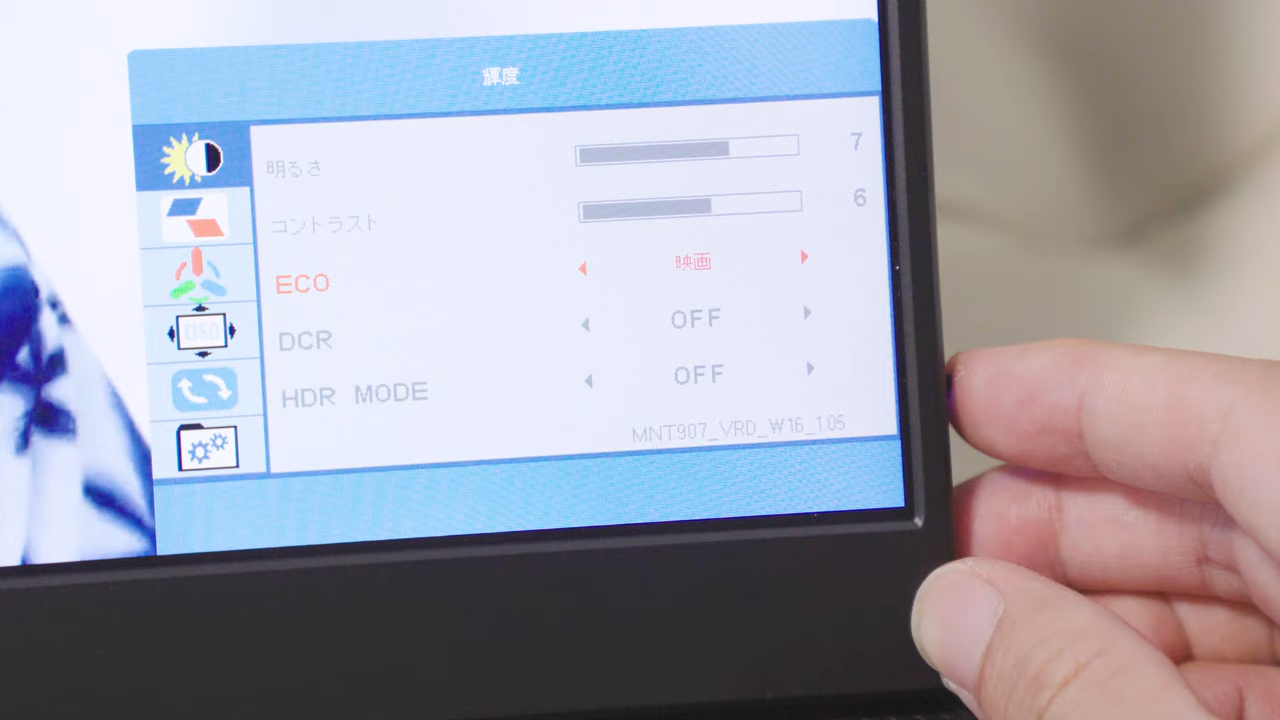 輝度
明るさ 7
コントラスト 6
ECO 映画
DCR OFF
HDR MODE OFF
MNT907_VRD_W16_1.05
OSD